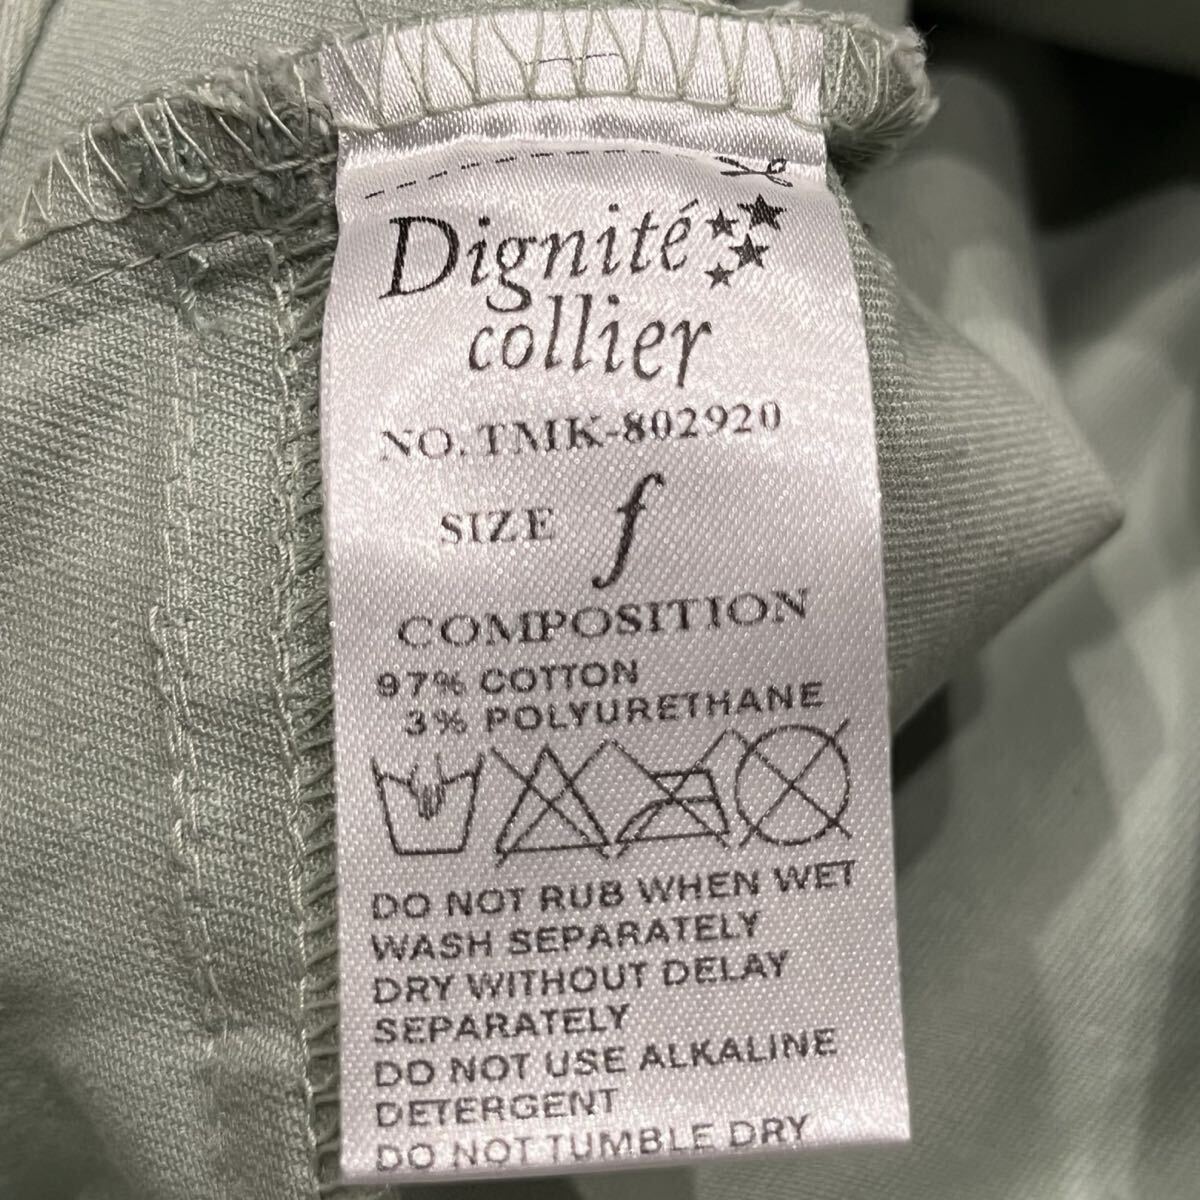 Dignité
collier
NO. TMK-802920
SIZE f
COMPOSITION
97% COTTON
3% POLYURETHANE
DO NOT RUB WHEN WET
WASH SEPARATELY
DRY WITHOUT DELAY
SEPARATELY
DO NOT USE ALKALINE
DETERGENT
DO NOT TUMBLE DRY